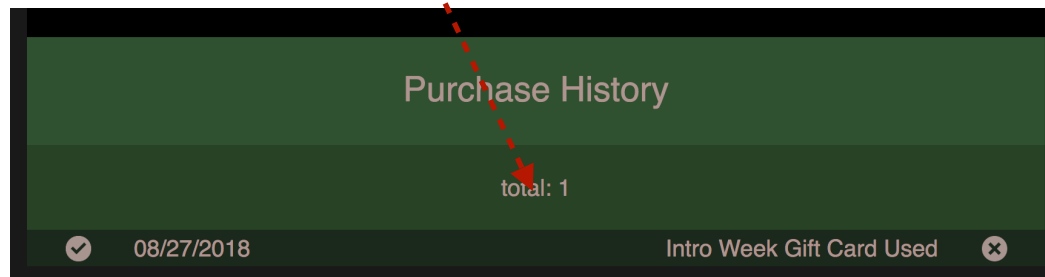 Purchase History
total: 1
08/27/2018 Intro Week Gift Card Used